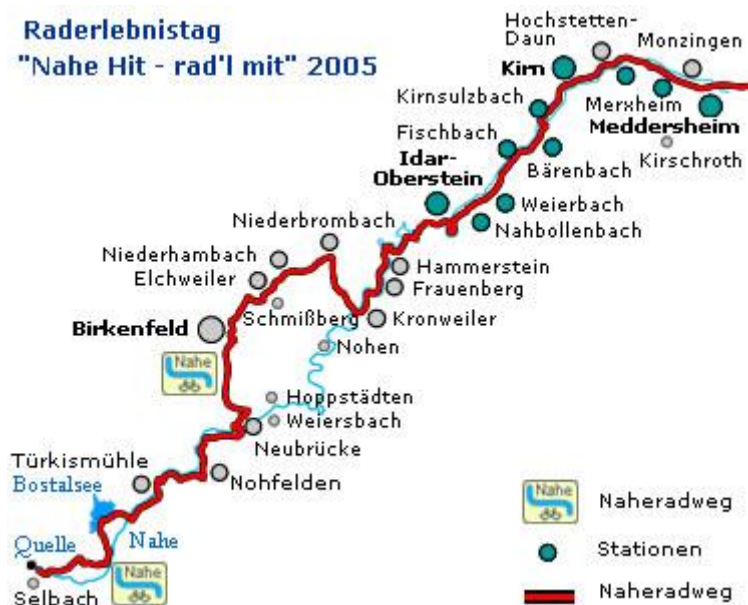 Raderlebnistag
"Nahe Hit - rad'l mit" 2005
Hochstetten-
Daun
Monzingen
Kirn
Kirnsulzbach
Merxheim
Meddersheim
Fischbach
Kirschroth
Idar-
Oberstein
Bärenbach
Weierbach
Nahbollenbach
Niederbrombach
Niederhambach
Elchweiler
Hammerstein
Frauenberg
Schmißberg
Kronweiler
Birkenfeld
Nohen
Nahe
Hoppstädten
Weiersbach
Neubrücke
Türkismühle
Nohfelden
Bostalsee
Nahe
Naheradweg
Quelle
Nahe
Stationen
Nahe
Selbach
Naheradweg